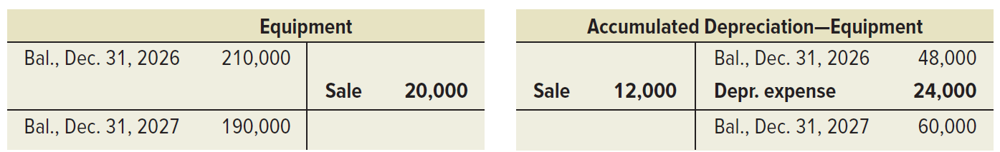 Equipment
Bal., Dec. 31, 2026 210,000
Sale 20,000
Bal., Dec. 31, 2027 190,000
Accumulated Depreciation—Equipment
Bal., Dec. 31, 2026 48,000
Sale 12,000 Depr. expense 24,000
Bal., Dec. 31, 2027 60,000